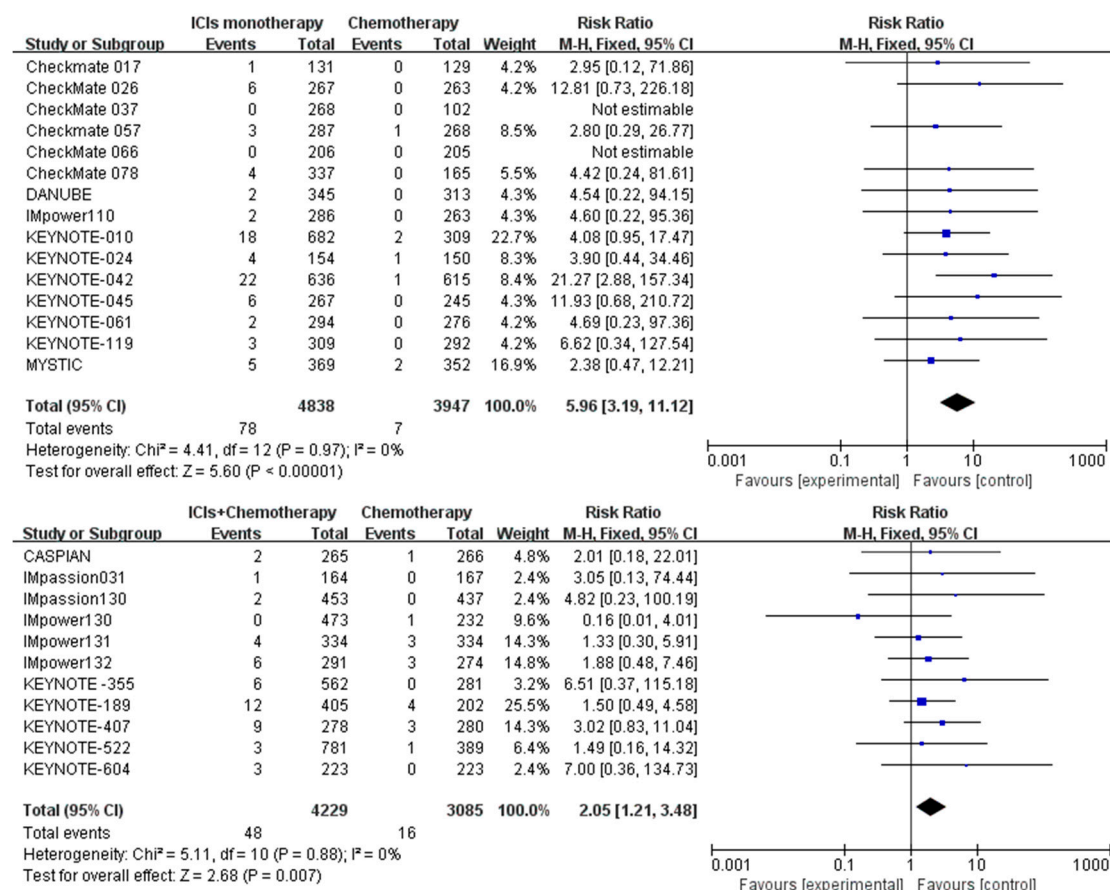 ICIs monotherapy Chemotherapy Risk Ratio Risk Ratio
Study or Subgroup Events Total Events Total Weight M-H, Fixed, 95% CI M-H, Fixed, 95% CI
Checkmate 017 1 131 0 129 4.2% 2.95 [0.12, 71.86]
CheckMate 026 6 267 0 263 4.2% 12.81 [0.73, 226.18]
CheckMate 037 0 268 0 102 Not estimable
Checkmate 057 3 287 1 268 8.5% 2.80 [0.29, 26.77]
CheckMate 066 0 206 0 205 Not estimable
CheckMate 078 4 337 0 165 5.5% 4.42 [0.24, 81.61]
DANUBE 2 345 0 313 4.3% 4.54 [0.22, 94.15]
IMpower110 2 286 0 263 4.3% 4.60 [0.22, 95.36]
KEYNOTE-010 18 682 2 309 22.7% 4.08 [0.95, 17.47]
KEYNOTE-024 4 154 1 150 8.3% 3.90 [0.44, 34.46]
KEYNOTE-042 22 636 1 615 8.4% 21.27 [2.88, 157.34]
KEYNOTE-045 6 267 0 245 4.3% 11.93 [0.68, 210.72]
KEYNOTE-061 2 294 0 276 4.2% 4.69 [0.23, 97.36]
KEYNOTE-119 3 309 0 292 4.2% 6.62 [0.34, 127.54]
MYSTIC 5 369 2 352 16.9% 2.38 [0.47, 12.21]
Total (95% CI) 4838 3947 100.0% 5.96 [3.19, 11.12]
Total events 78 7
Heterogeneity: Chi² = 4.41, df = 12 (P = 0.97); I² = 0%
Test for overall effect: Z = 5.60 (P < 0.00001)
0.001 0.1 1 10 1000
Favours [experimental] Favours [control]
ICIs+Chemotherapy Chemotherapy Risk Ratio Risk Ratio
Study or Subgroup Events Total Events Total Weight M-H, Fixed, 95% CI M-H, Fixed, 95% CI
CASPIAN 2 265 1 266 4.8% 2.01 [0.18, 22.01]
IMpassion031 1 164 0 167 2.4% 3.05 [0.13, 74.44]
IMpassion130 2 453 0 437 2.4% 4.82 [0.23, 100.19]
IMpower130 0 473 1 232 9.6% 0.16 [0.01, 4.01]
IMpower131 4 334 3 334 14.3% 1.33 [0.30, 5.91]
IMpower132 6 291 3 274 14.8% 1.88 [0.48, 7.46]
KEYNOTE -355 6 562 0 281 3.2% 6.51 [0.37, 115.18]
KEYNOTE-189 12 405 4 202 25.5% 1.50 [0.49, 4.58]
KEYNOTE-407 9 278 3 280 14.3% 3.02 [0.83, 11.04]
KEYNOTE-522 3 781 1 389 6.4% 1.49 [0.16, 14.32]
KEYNOTE-604 3 223 0 223 2.4% 7.00 [0.36, 134.73]
Total (95% CI) 4229 3085 100.0% 2.05 [1.21, 3.48]
Total events 48 16
Heterogeneity: Chi² = 5.11, df = 10 (P = 0.88); I² = 0%
Test for overall effect: Z = 2.68 (P = 0.007)
0.001 0.1 1 10 1000
Favours [experimental] Favours [control]